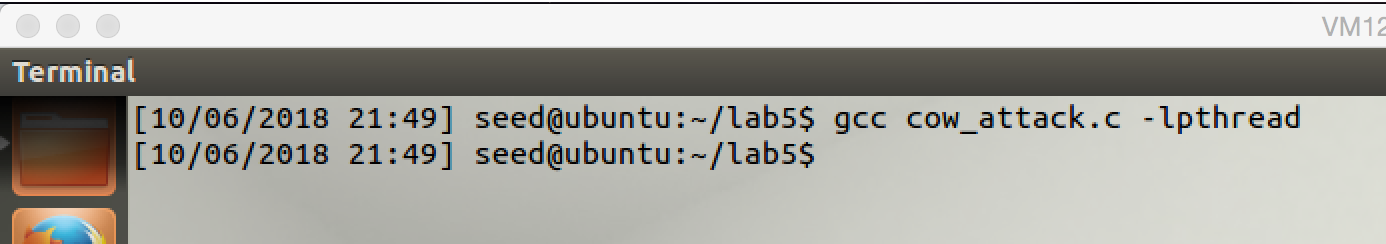 VM12
Terminal
[10/06/2018 21:49] seed@ubuntu:~/lab5$ gcc cow_attack.c -lpthread
[10/06/2018 21:49] seed@ubuntu:~/lab5$